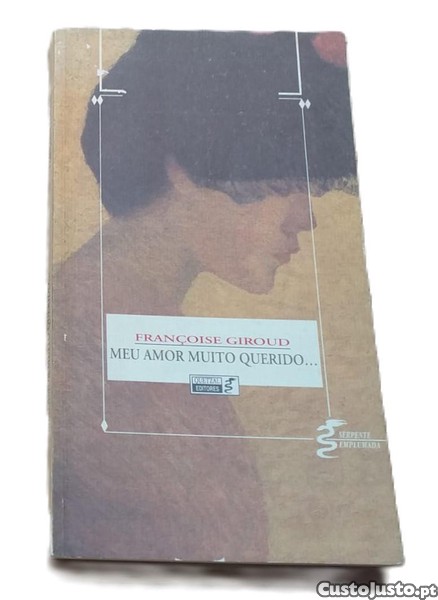 FRANÇOISE GIROUD
MEU AMOR MUITO QUERIDO...
QUETZAL
EDITORES
SERPENTE
EMPLUMADA
CustoJusto.pt